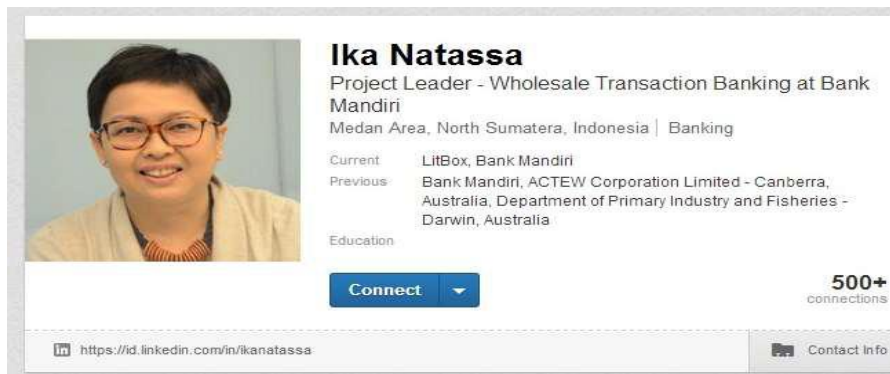 Ika Natassa
Project Leader - Wholesale Transaction Banking at Bank
Mandiri
Medan Area, North Sumatera, Indonesia | Banking
Current LitBox, Bank Mandiri
Previous Bank Mandiri, ACTEW Corporation Limited - Canberra,
Australia, Department of Primary Industry and Fisheries -
Darwin, Australia
Education
Connect
500+
connections
in https://id.linkedin.com/in/ikanatassa
Contact Info